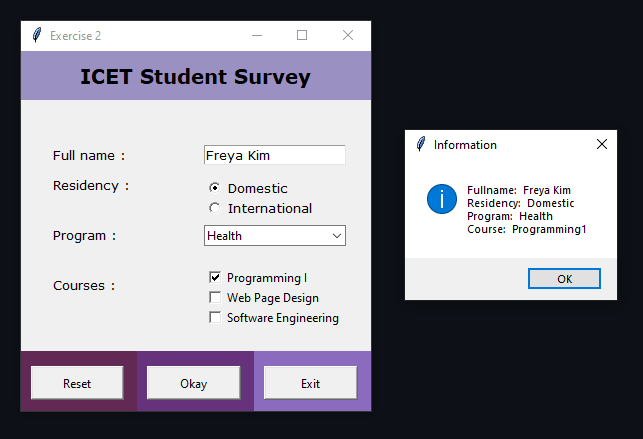 Exercise 2
ICET Student Survey
Full name : Freya Kim
Residency : Domestic
International
Program : Health
Courses : Programming I
Web Page Design
Software Engineering
Reset Okay Exit
Information
Fullname: Freya Kim
Residency: Domestic
Program: Health
Course: Programming1
OK